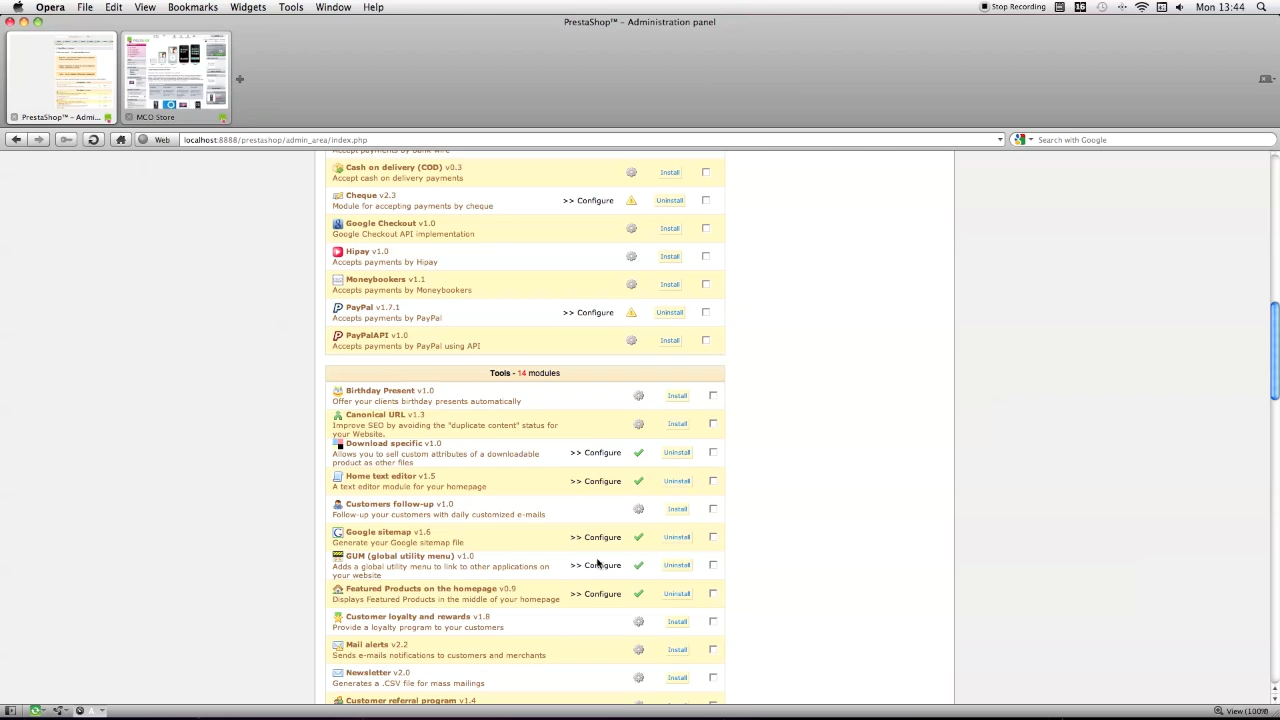 Opera File Edit View Bookmarks Widgets Tools Window Help
Stop Recording
PrestaShop™ – Administration panel
PrestaShop™ – Admi...
MCO Store
Web
localhost:8888/prestashop/admin_area/index.php
Search with Google
Accept payments by bank wire
Cash on delivery (COD) v0.3
Accept cash on delivery payments
Install
Cheque v2.3
Module for accepting payments by cheque
>> Configure
Uninstall
Google Checkout v1.0
Google Checkout API implementation
Install
Hipay v1.0
Accepts payments by Hipay
Install
Moneybookers v1.1
Accepts payments by Moneybookers
Install
PayPal v1.7.1
Accepts payments by PayPal
>> Configure
Uninstall
PayPalAPI v1.0
Accepts payments by PayPal using API
Install
Tools - 14 modules
Birthday Present v1.0
Offer your clients birthday presents automatically
Install
Canonical URL v1.3
Improve SEO by avoiding the "duplicate content" status for
your Website.
Install
Download specific v1.0
Allows you to sell custom attributes of a downloadable
product as other files
>> Configure
Uninstall
Home text editor v1.5
A text editor module for your homepage
>> Configure
Uninstall
Customers follow-up v1.0
Follow-up your customers with daily customized e-mails
Install
Google sitemap v1.6
Generate your Google sitemap file
>> Configure
Uninstall
GUM (global utility menu) v1.0
Adds a global utility menu to link to other applications on
your website
>> Configure
Uninstall
Featured Products on the homepage v0.9
Displays Featured Products in the middle of your homepage
>> Configure
Uninstall
Customer loyalty and rewards v1.8
Provide a loyalty program to your customers
Install
Mail alerts v2.2
Sends e-mails notifications to customers and merchants
Install
Newsletter v2.0
Generates a .CSV file for mass mailings
Install
Customer referral program v1.4
View (100%)